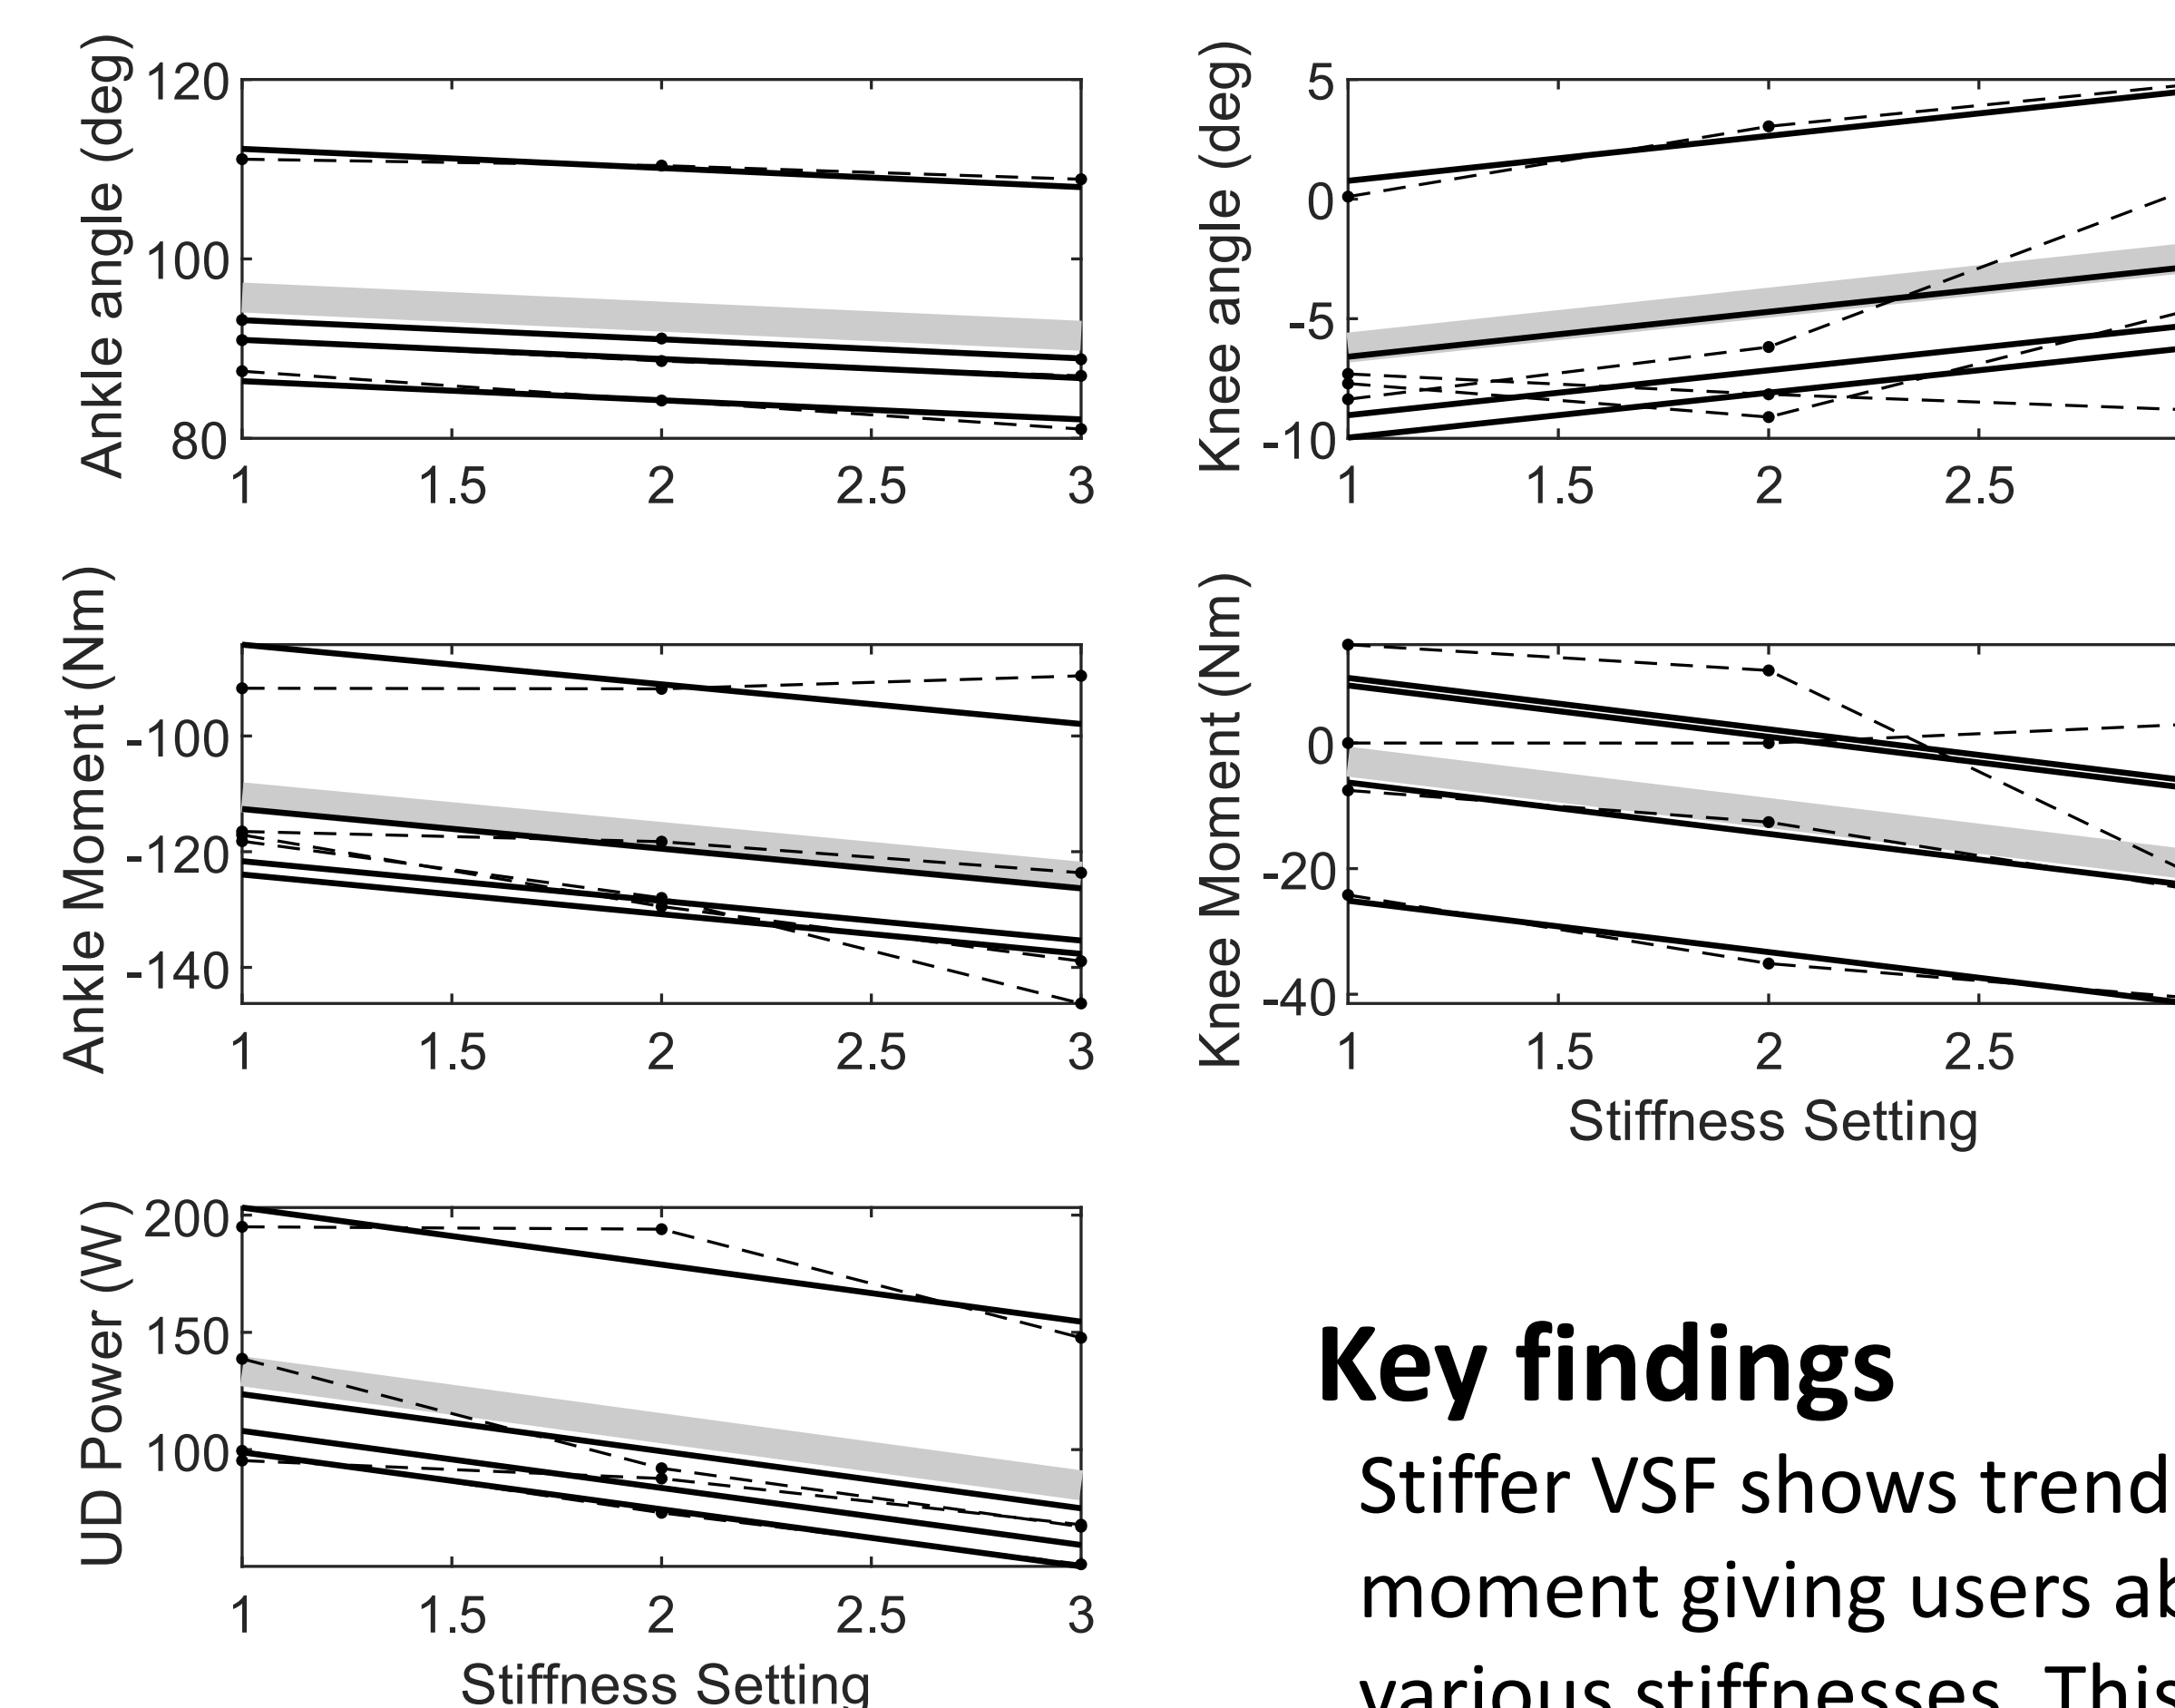 Ankle angle (deg)
120
100
80
1 1.5 2 2.5 3
Knee angle (deg)
5
0
-5
-10
1 1.5 2 2.5
Ankle Moment (Nm)
-100
-120
-140
1 1.5 2 2.5 3
Knee Moment (Nm)
0
-20
-40
1 1.5 2 2.5
Stiffness Setting
UD Power (W)
200
150
100
1 1.5 2 2.5 3
Stiffness Setting
Key findings
Stiffer VSF shows trend
moment giving users
various stiffnesses. This